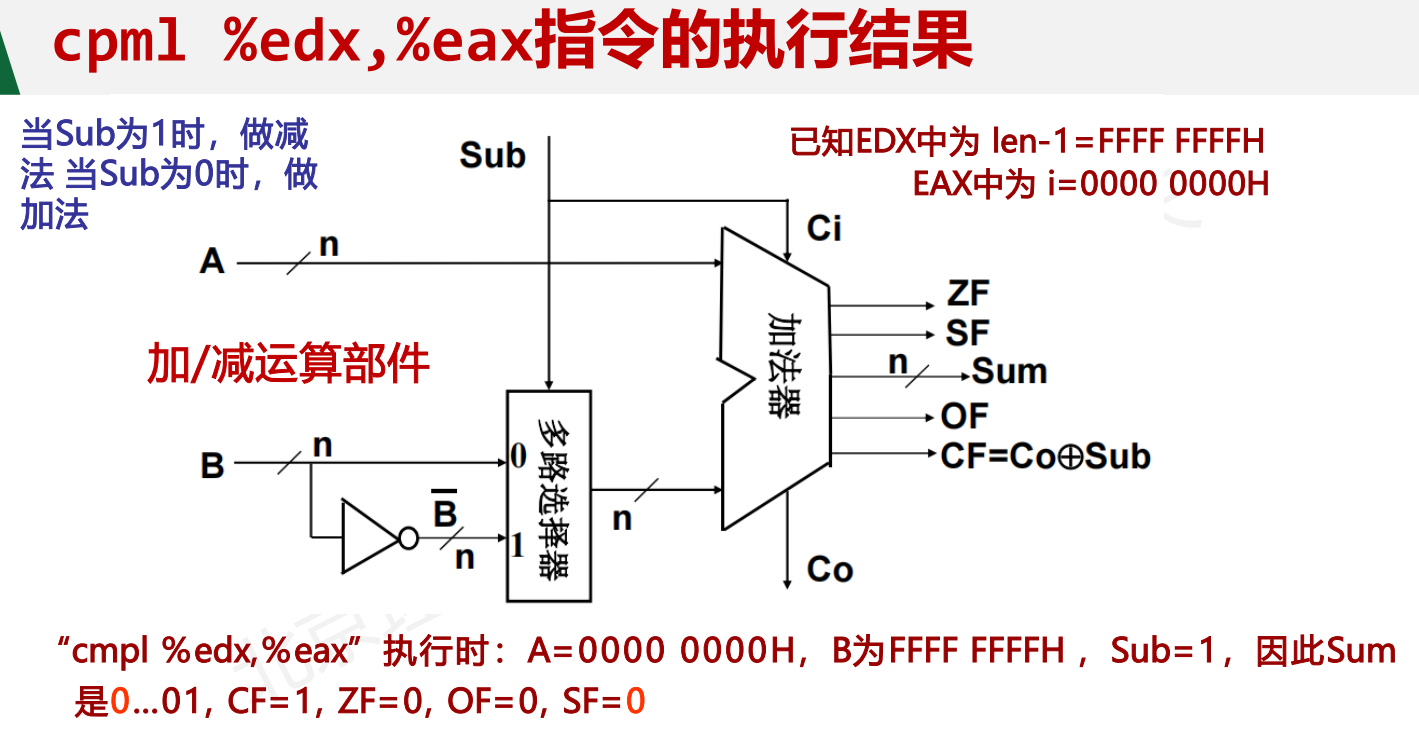 cpml %edx,%eax指令的执行结果
当Sub为1时，做减
法 当Sub为0时，做
加法
已知EDX中为 len-1=FFFF FFFFH
EAX中为 i=0000 0000H
Sub
Ci
A
n
加/减运算部件
加法器
ZF
SF
n
Sum
OF
CF=Co⊕Sub
B
n
0
多路选择器
B̅
n
1
n
Co
“cmpl %edx,%eax”执行时：A=0000 0000H，B为FFFF FFFFH ，Sub=1，因此Sum
是0…01, CF=1, ZF=0, OF=0, SF=0